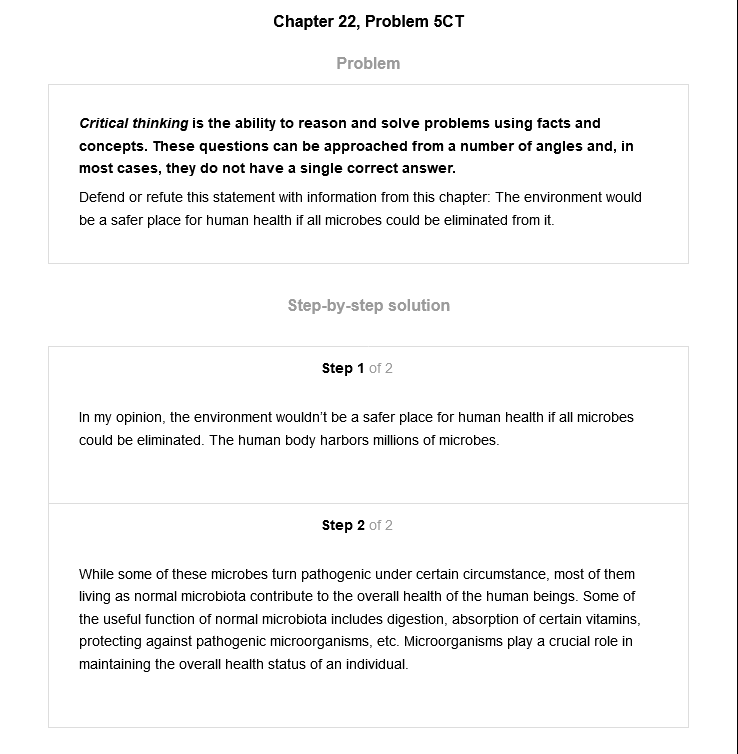 Chapter 22, Problem 5CT
Problem
Critical thinking is the ability to reason and solve problems using facts and
concepts. These questions can be approached from a number of angles and, in
most cases, they do not have a single correct answer.
Defend or refute this statement with information from this chapter: The environment would
be a safer place for human health if all microbes could be eliminated from it.
Step-by-step solution
Step 1 of 2
In my opinion, the environment wouldn't be a safer place for human health if all microbes
could be eliminated. The human body harbors millions of microbes.
Step 2 of 2
While some of these microbes turn pathogenic under certain circumstance, most of them
living as normal microbiota contribute to the overall health of the human beings. Some of
the useful function of normal microbiota includes digestion, absorption of certain vitamins,
protecting against pathogenic microorganisms, etc. Microorganisms play a crucial role in
maintaining the overall health status of an individual.